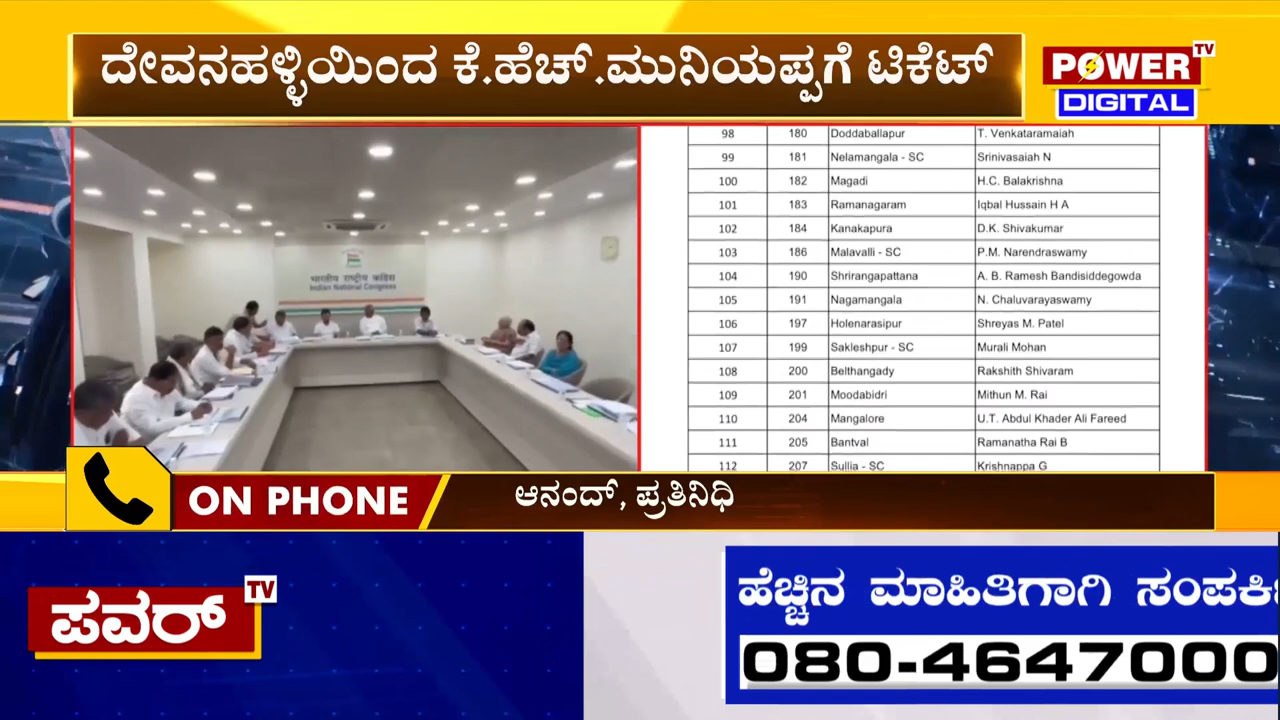 ದೇವನಹಳ್ಳಿಯಿಂದ ಕೆ.ಹೆಚ್.ಮುನಿಯಪ್ಪಗೆ ಟಿಕೆಟ್
POWER TV
DIGITAL
भारतीय राष्ट्रीय कांग्रेस
Indian National Congress
98 180 Doddaballapur T. Venkataramaiah
99 181 Nelamangala - SC Srinivasaiah N
100 182 Magadi H.C. Balakrishna
101 183 Ramanagaram Iqbal Hussain H A
102 184 Kanakapura D.K. Shivakumar
103 186 Malavalli - SC P.M. Narendraswamy
104 190 Shrirangapattana A. B. Ramesh Bandisiddegowda
105 191 Nagamangala N. Chaluvarayaswamy
106 197 Holenarasipur Shreyas M. Patel
107 199 Sakleshpur - SC Murali Mohan
108 200 Belthangady Rakshith Shivaram
109 201 Moodabidri Mithun M. Rai
110 204 Mangalore U.T. Abdul Khader Ali Fareed
111 205 Bantval Ramanatha Rai B
112 207 Sullia - SC Krishnappa G
ON PHONE
ಆನಂದ್, ಪ್ರತಿನಿಧಿ
ಪವರ್ TV
ಹೆಚ್ಚಿನ ಮಾಹಿತಿಗಾಗಿ ಸಂಪರ್ಕಿ
080-4647000